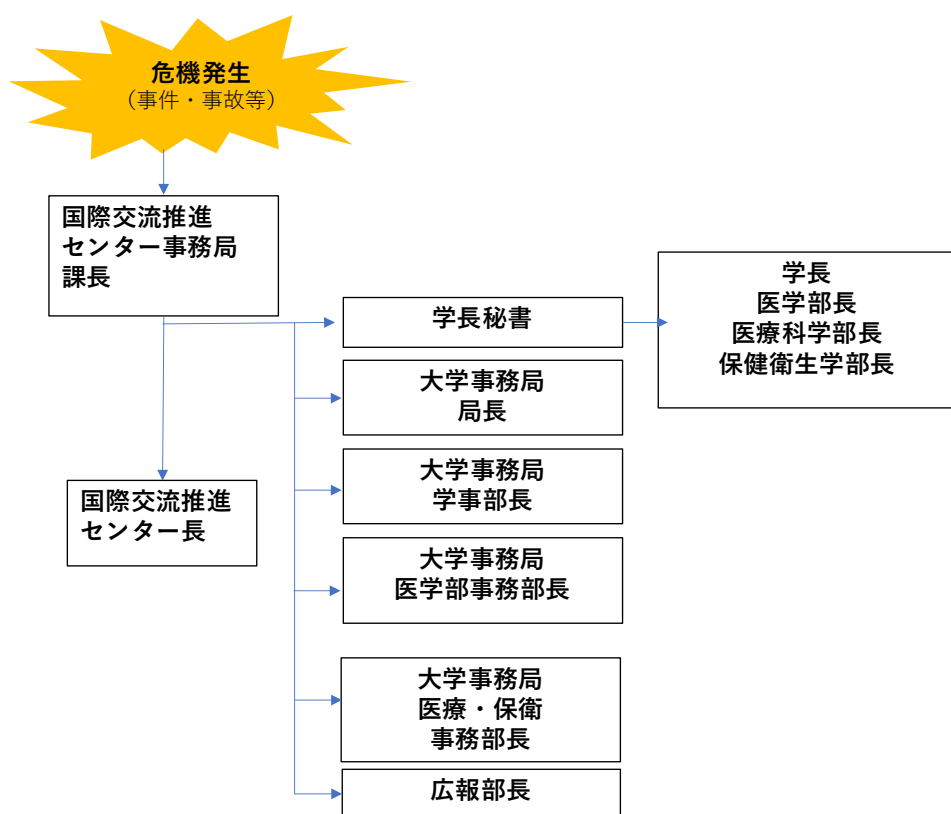 危機発生
（事件・事故等）
国際交流推進
センター事務局
課長
学長秘書
学長
医学部長
医療科学部長
保健衛生学部長
大学事務局
局長
大学事務局
学事部長
国際交流推進
センター長
大学事務局
医学部事務部長
大学事務局
医療・保衛
事務部長
広報部長